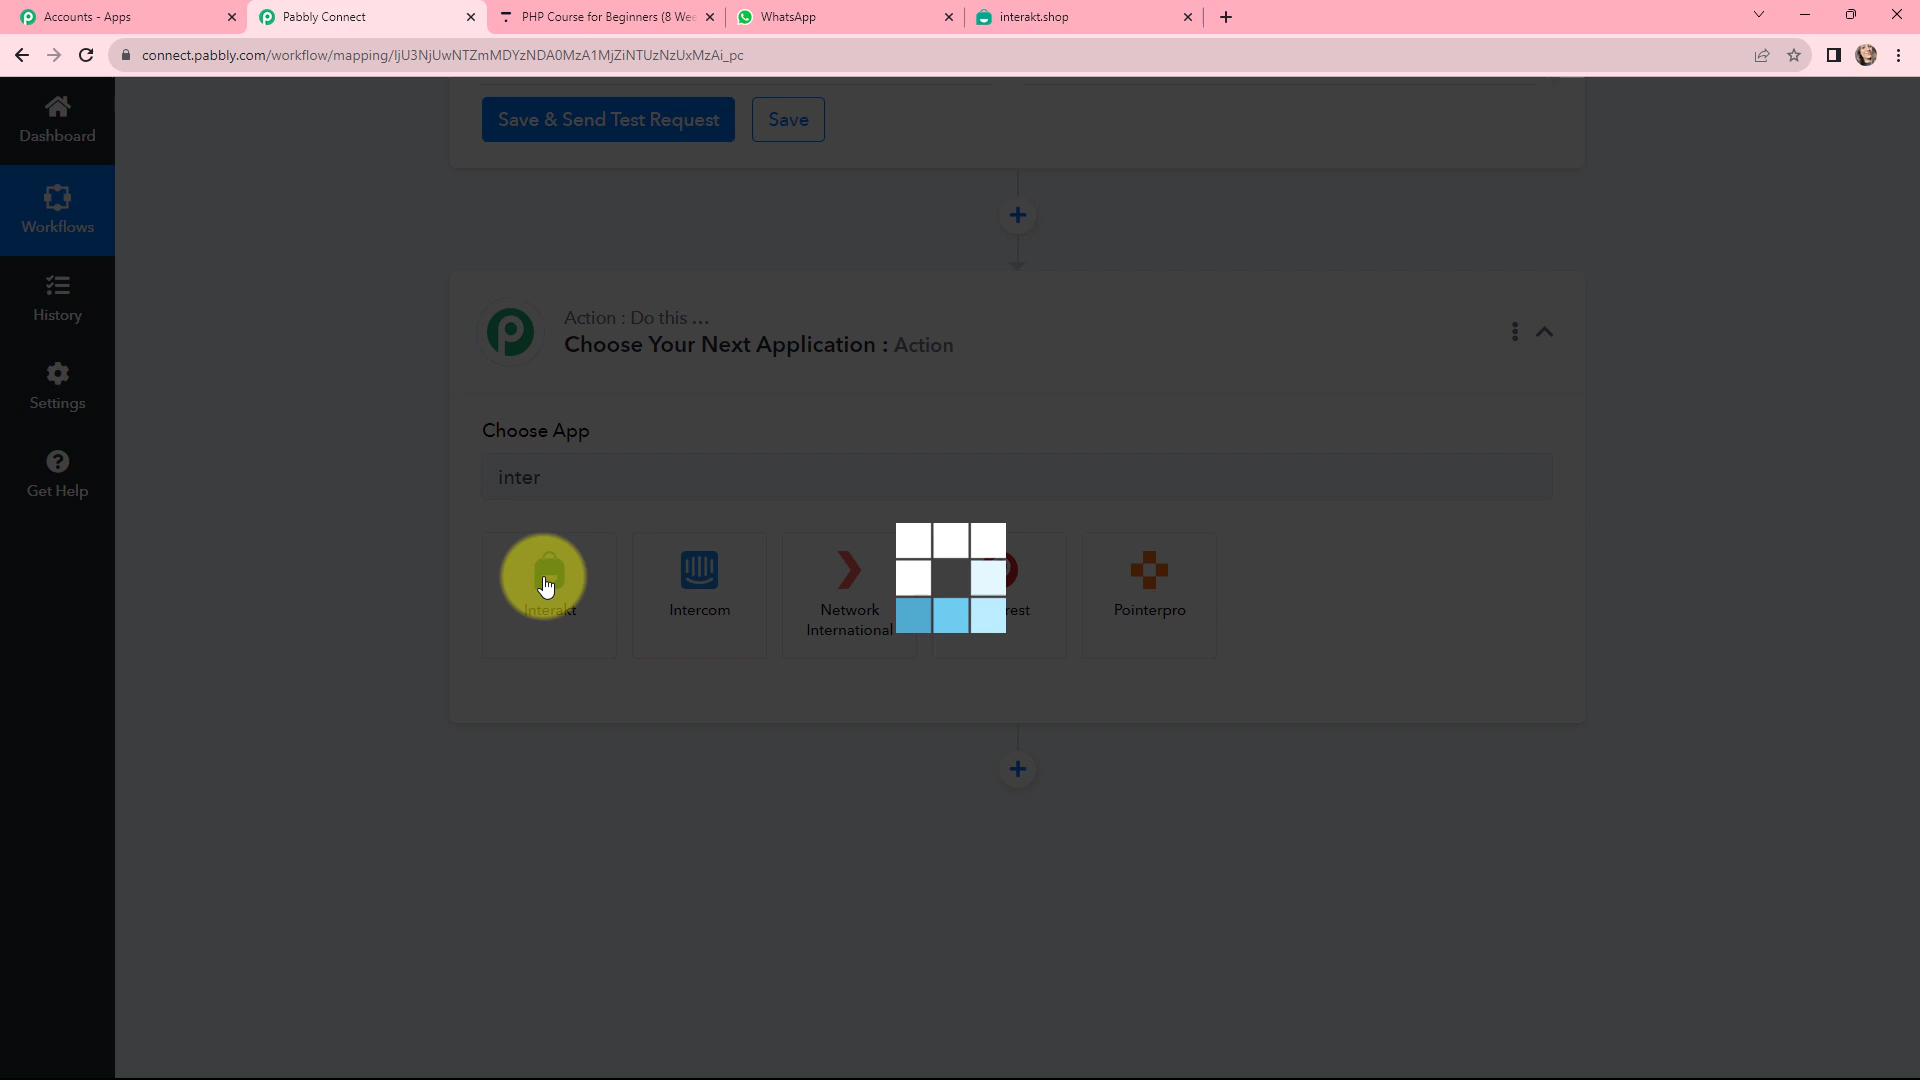 Accounts - Apps
Pabbly Connect
PHP Course for Beginners (8 Wee
WhatsApp
interakt.shop
connect.pabbly.com/workflow/mapping/IjU3NjUwNTZmMDYzNDA0MzA1MjZiNTUzNzUxMzAi_pc
Dashboard
Workflows
History
Settings
Get Help
Save & Send Test Request
Save
Action : Do this ...
Choose Your Next Application : Action
Choose App
inter
Interakt
Intercom
Network
International
rest
Pointerpro